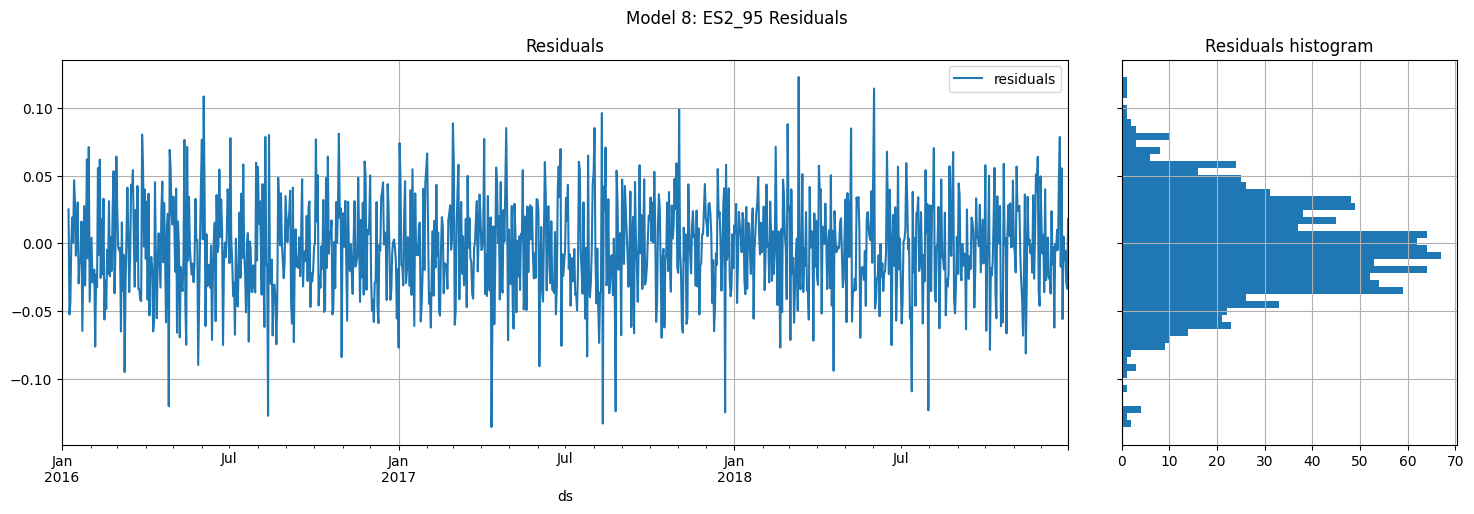 Model 8: ES2_95 Residuals
Residuals
Residuals histogram
residuals
0.10
0.05
0.00
−0.05
−0.10
Jan
2016
Jul
Jan
2017
Jul
Jan
2018
Jul
ds
0 10 20 30 40 50 60 70